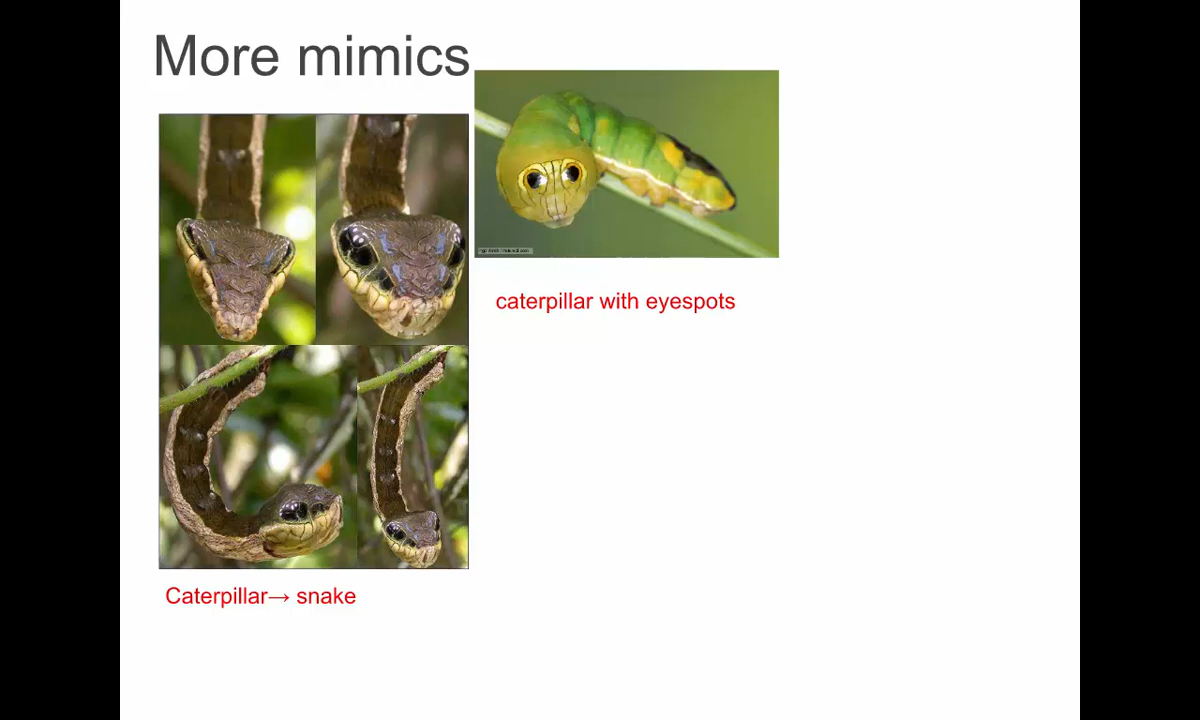 More mimics
caterpillar with eyespots
Caterpillar→ snake